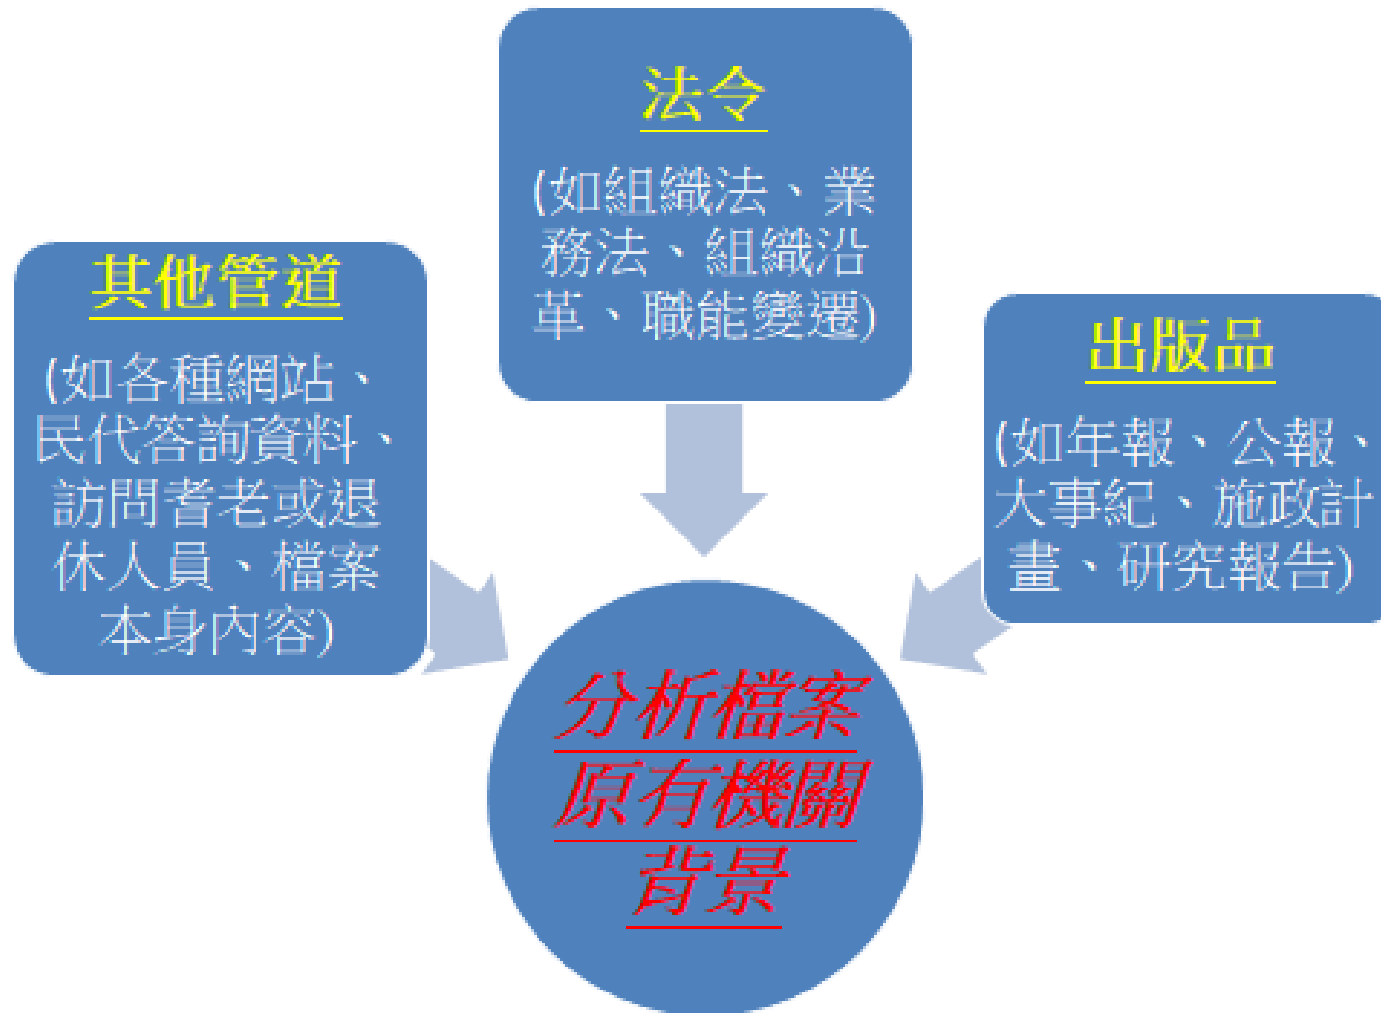 法令
(如組織法、業
務法、組織沿
革、職能變遷)
其他管道
(如各種網站、
民代答詢資料、
訪問耆老或退
休人員、檔案
本身內容)
出版品
(如年報、公報、
大事紀、施政計
畫、研究報告)
分析檔案
原有機關
背景